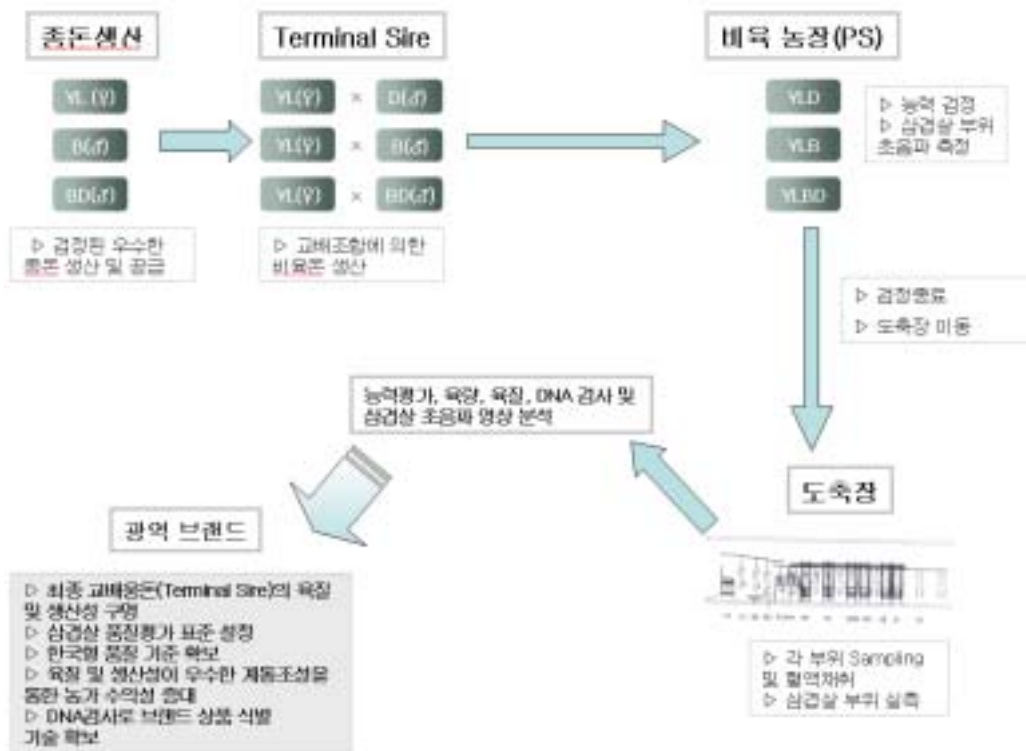 종돈생산
YL (♀)
B(♂)
BD(♂)
▷ 검정된 우수한
종돈 생산 및 공급
Terminal Sire
YL(♀) × D(♂)
YL(♀) × B(♂)
YL(♀) × BD(♂)
▷ 교배조합에 의한
비육돈 생산
비육 농장(PS)
YLD
YLB
YLBD
▷ 능력 검정
▷ 삼겹살 부위
초음파 측정
▷ 검정종료
▷ 도축장 이동
도축장
▷ 각 부위 Sampling
및 혈액채취
▷ 삼겹살 부위 실측
능력평가, 육량, 육질, DNA 검사 및
삼겹살 초음파 영상 분석
광역 브랜드
▷ 최종 교배웅돈(Terminal Sire)의 육질
및 생산성 구명
▷ 삼겹살 품질평가 표준 설정
▷ 한국형 품질 기준 확보
▷ 육질 및 생산성이 우수한 계통조성을
통한 농가 수익성 증대
▷ DNA검사로 브랜드 상품 식별
기술 확보